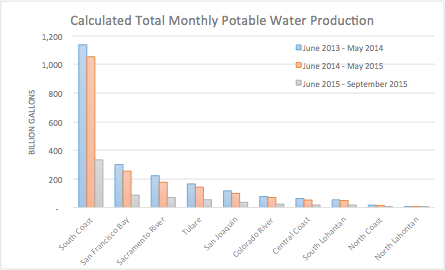 Calculated Total Monthly Potable Water Production
1,200
1,000
800
600
400
200
-
BILLION GALLONS
June 2013 - May 2014
June 2014 - May 2015
June 2015 - September 2015
South Coast
San Francisco Bay
Sacramento River
Tulare
San Joaquin
Colorado River
Central Coast
South Lohantan
North Coast
North Lahontan